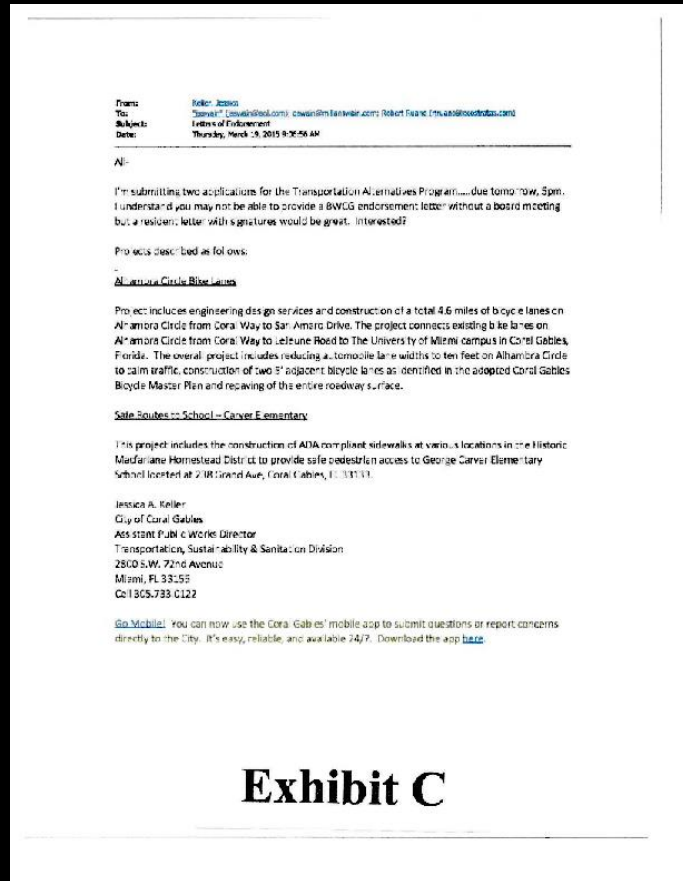 From: Keller, Jessica
To: Robert Ruano
Subject: Letters of Endorsement
Date: Thursday, March 19, 2015 9:06:56 AM
All-
I'm submitting two applications for the Transportation Alternatives Program.....due tomorrow, 5pm.
I understand you may not be able to provide a BWCG endorsement letter without a board meeting
but a resident letter with signatures would be great. Interested?
Projects described as follows:
Alhambra Circle Bike Lanes
Project includes engineering design services and construction of a total 4.6 miles of bicycle lanes on
Alhambra Circle from Coral Way to San Amaro Drive. The project connects existing bike lanes on
Alhambra Circle from Coral Way to LeJeune Road to The University of Miami campus in Coral Gables,
Florida. The overall project includes reducing automobile lane widths to ten feet on Alhambra Circle
to calm traffic, construction of two 5' adjacent bicycle lanes as identified in the adopted Coral Gables
Bicycle Master Plan and repaving of the entire roadway surface.
Safe Routes to School – Carver Elementary
This project includes the construction of ADA compliant sidewalks at various locations in the Historic
Macfarlane Homestead District to provide safe pedestrian access to George Carver Elementary
School located at 238 Grand Ave, Coral Gables, FL 33133.
Jessica A. Keller
City of Coral Gables
Assistant Public Works Director
Transportation, Sustainability & Sanitation Division
2800 S.W. 72nd Avenue
Miami, FL 33155
Cell 305.733.0122
Go Mobile! You can now use the Coral Gables' mobile app to submit questions or report concerns
directly to the City. It's easy, reliable, and available 24/7. Download the app here.
Exhibit C